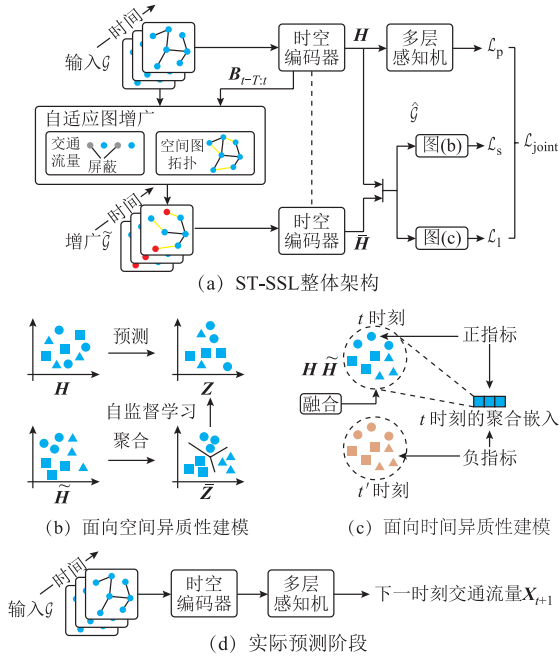 时间
输入𝒢
时空
编码器
H
多层
感知机
ℒp
B t−T:t
自适应图增广
交通
流量
屏蔽
空间图
拓扑
𝒢̂
图(b)
ℒs
ℒjoint
时间
增广𝒢̃
时空
编码器
H̄
图(c)
ℒ1
(a) ST-SSL整体架构
预测
H
Z
自监督学习
聚合
H̃
Z̄
(b) 面向空间异质性建模
t 时刻
正指标
H H̃
融合
t 时刻的聚合嵌入
负指标
t′ 时刻
(c) 面向时间异质性建模
时间
输入𝒢
时空
编码器
多层
感知机
下一时刻交通流量X t+1
(d) 实际预测阶段